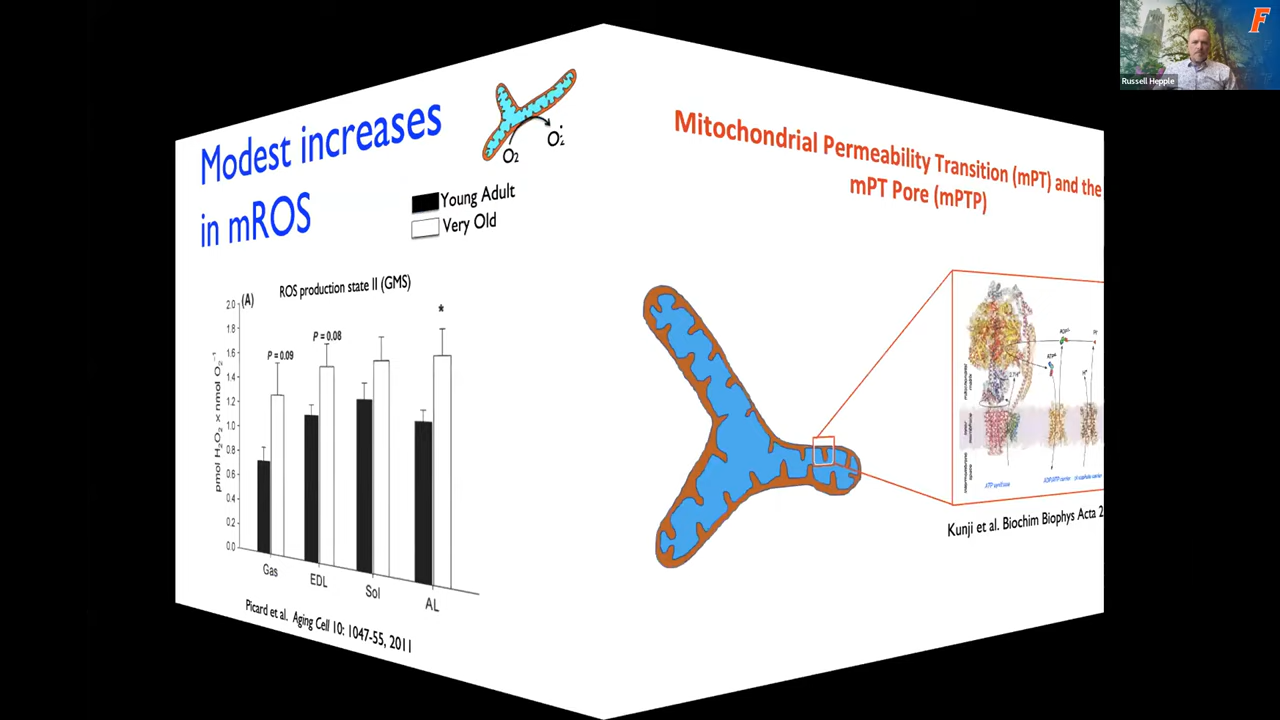 Modest increases
in mROS
O2
O2
Young Adult
Very Old
(A)
ROS production state II (GMS)
pmol H2O2 x nmol O2⁻¹
2.0
1.8
1.6
1.4
1.2
1.0
0.8
0.6
0.4
0.2
0.0
P = 0.09
P = 0.08
*
Gas
EDL
Sol
AL
Picard et al. Aging Cell 10: 1047-55, 2011
Mitochondrial Permeability Transition (mPT) and the
mPT Pore (mPTP)
ATP synthase
Kunji et al. Biochim Biophys Acta 2
Russell Hepple
F